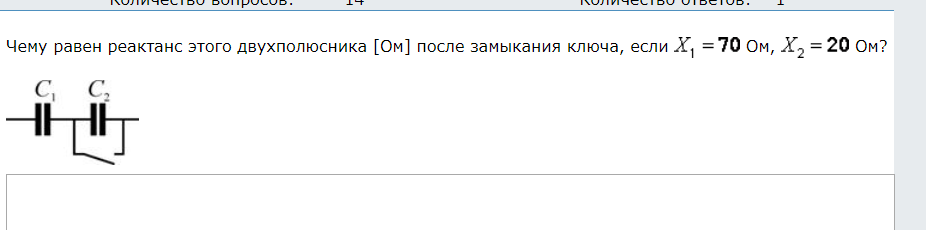 Количество вопросов: 14 Количество ответов: 1
Чему равен реактанс этого двухполюсника [Ом] после замыкания ключа, если X₁ = 70 Ом, X₂ = 20 Ом?
C₁ C₂